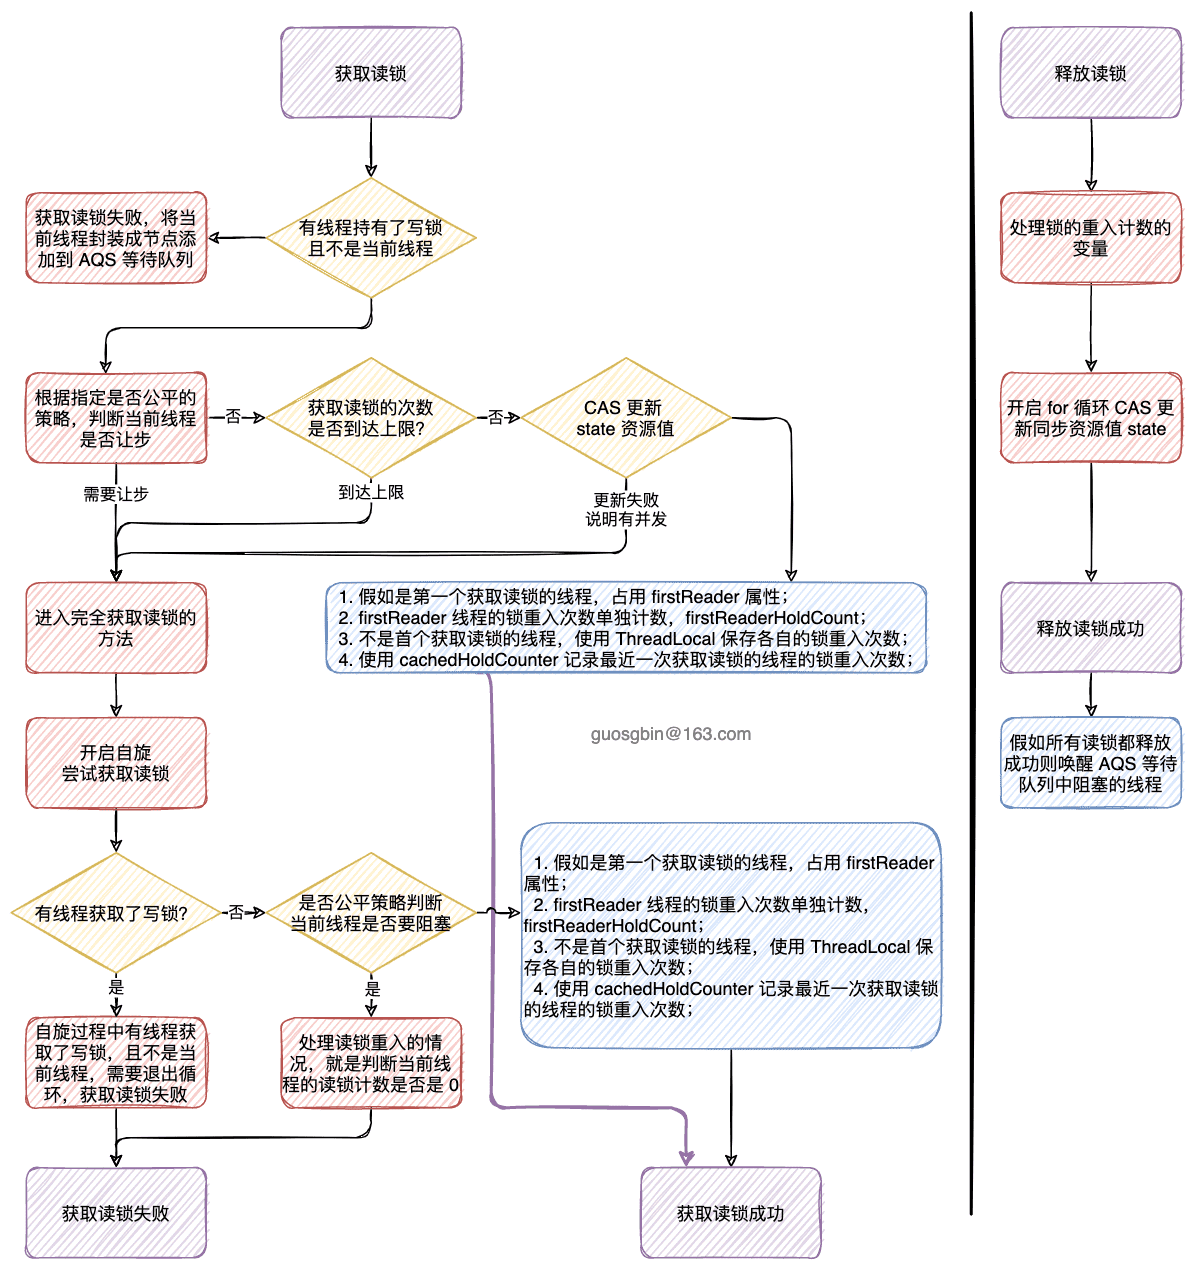 获取读锁
有线程持有了写锁
且不是当前线程
获取读锁失败，将当
前线程封装成节点添
加到 AQS 等待队列
根据指定是否公平的
策略，判断当前线程
是否让步
否
获取读锁的次数
是否到达上限？
否
CAS 更新
state 资源值
需要让步
到达上限
更新失败
说明有并发
进入完全获取读锁的
方法
1. 假如是第一个获取读锁的线程，占用 firstReader 属性；
2. firstReader 线程的锁重入次数单独计数，firstReaderHoldCount；
3. 不是首个获取读锁的线程，使用 ThreadLocal 保存各自的锁重入次数；
4. 使用 cachedHoldCounter 记录最近一次获取读锁的线程的锁重入次数；
开启自旋
尝试获取读锁
guosgbin@163.com
有线程获取了写锁？
否
是否公平策略判断
当前线程是否要阻塞
1. 假如是第一个获取读锁的线程，占用 firstReader
属性；
2. firstReader 线程的锁重入次数单独计数，
firstReaderHoldCount；
3. 不是首个获取读锁的线程，使用 ThreadLocal 保
存各自的锁重入次数；
4. 使用 cachedHoldCounter 记录最近一次获取读锁
的线程的锁重入次数；
是
是
自旋过程中有线程获
取了写锁，且不是当
前线程，需要退出循
环，获取读锁失败
处理读锁重入的情
况，就是判断当前线
程的读锁计数是否是 0
获取读锁失败
获取读锁成功
释放读锁
处理锁的重入计数的
变量
开启 for 循环 CAS 更
新同步资源值 state
释放读锁成功
假如所有读锁都释放
成功则唤醒 AQS 等待
队列中阻塞的线程